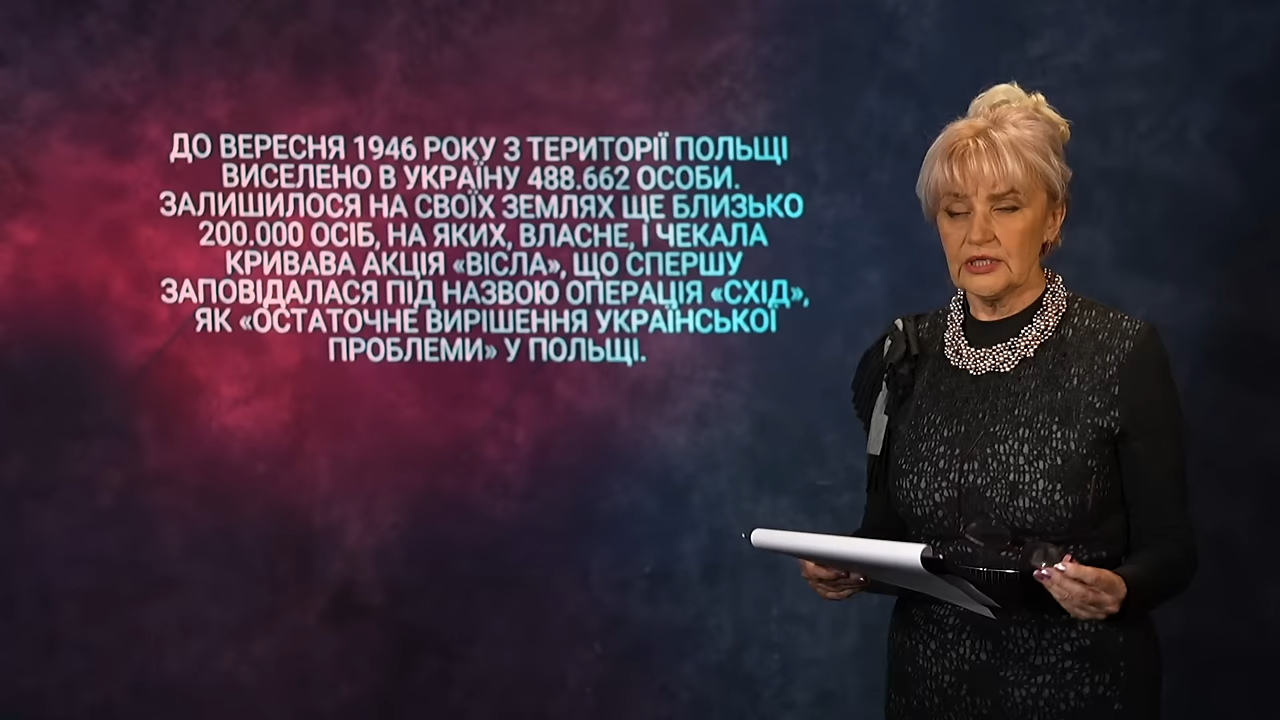 ДО ВЕРЕСНЯ 1946 РОКУ З ТЕРИТОРІЇ ПОЛЬЩІ
ВИСЕЛЕНО В УКРАЇНУ 488.662 ОСОБИ.
ЗАЛИШИЛОСЯ НА СВОЇХ ЗЕМЛЯХ ЩЕ БЛИЗЬКО
200.000 ОСІБ, НА ЯКИХ, ВЛАСНЕ, І ЧЕКАЛА
КРИВАВА АКЦІЯ «ВІСЛА», ЩО СПЕРШУ
ЗАПОВІДАЛАСЯ ПІД НАЗВОЮ ОПЕРАЦІЯ «СХІД»,
ЯК «ОСТАТОЧНЕ ВИРІШЕННЯ УКРАЇНСЬКОЇ
ПРОБЛЕМИ» У ПОЛЬЩІ.